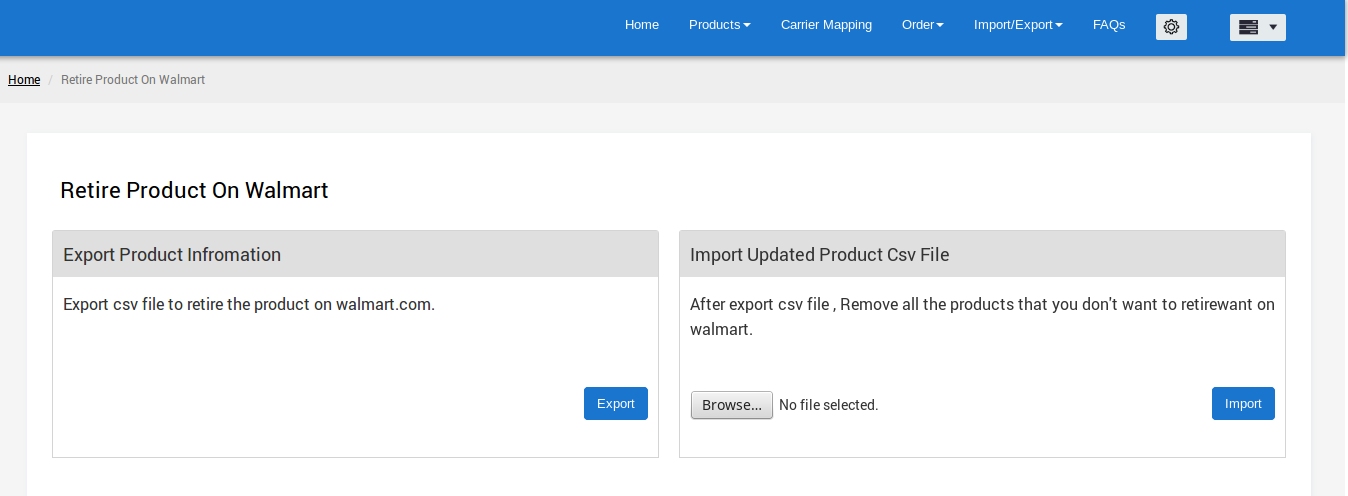 Home Products Carrier Mapping Order Import/Export FAQs
Home / Retire Product On Walmart
Retire Product On Walmart
Export Product Infromation
Export csv file to retire the product on walmart.com.
Export
Import Updated Product Csv File
After export csv file , Remove all the products that you don't want to retirewant on
walmart.
Browse... No file selected.
Import